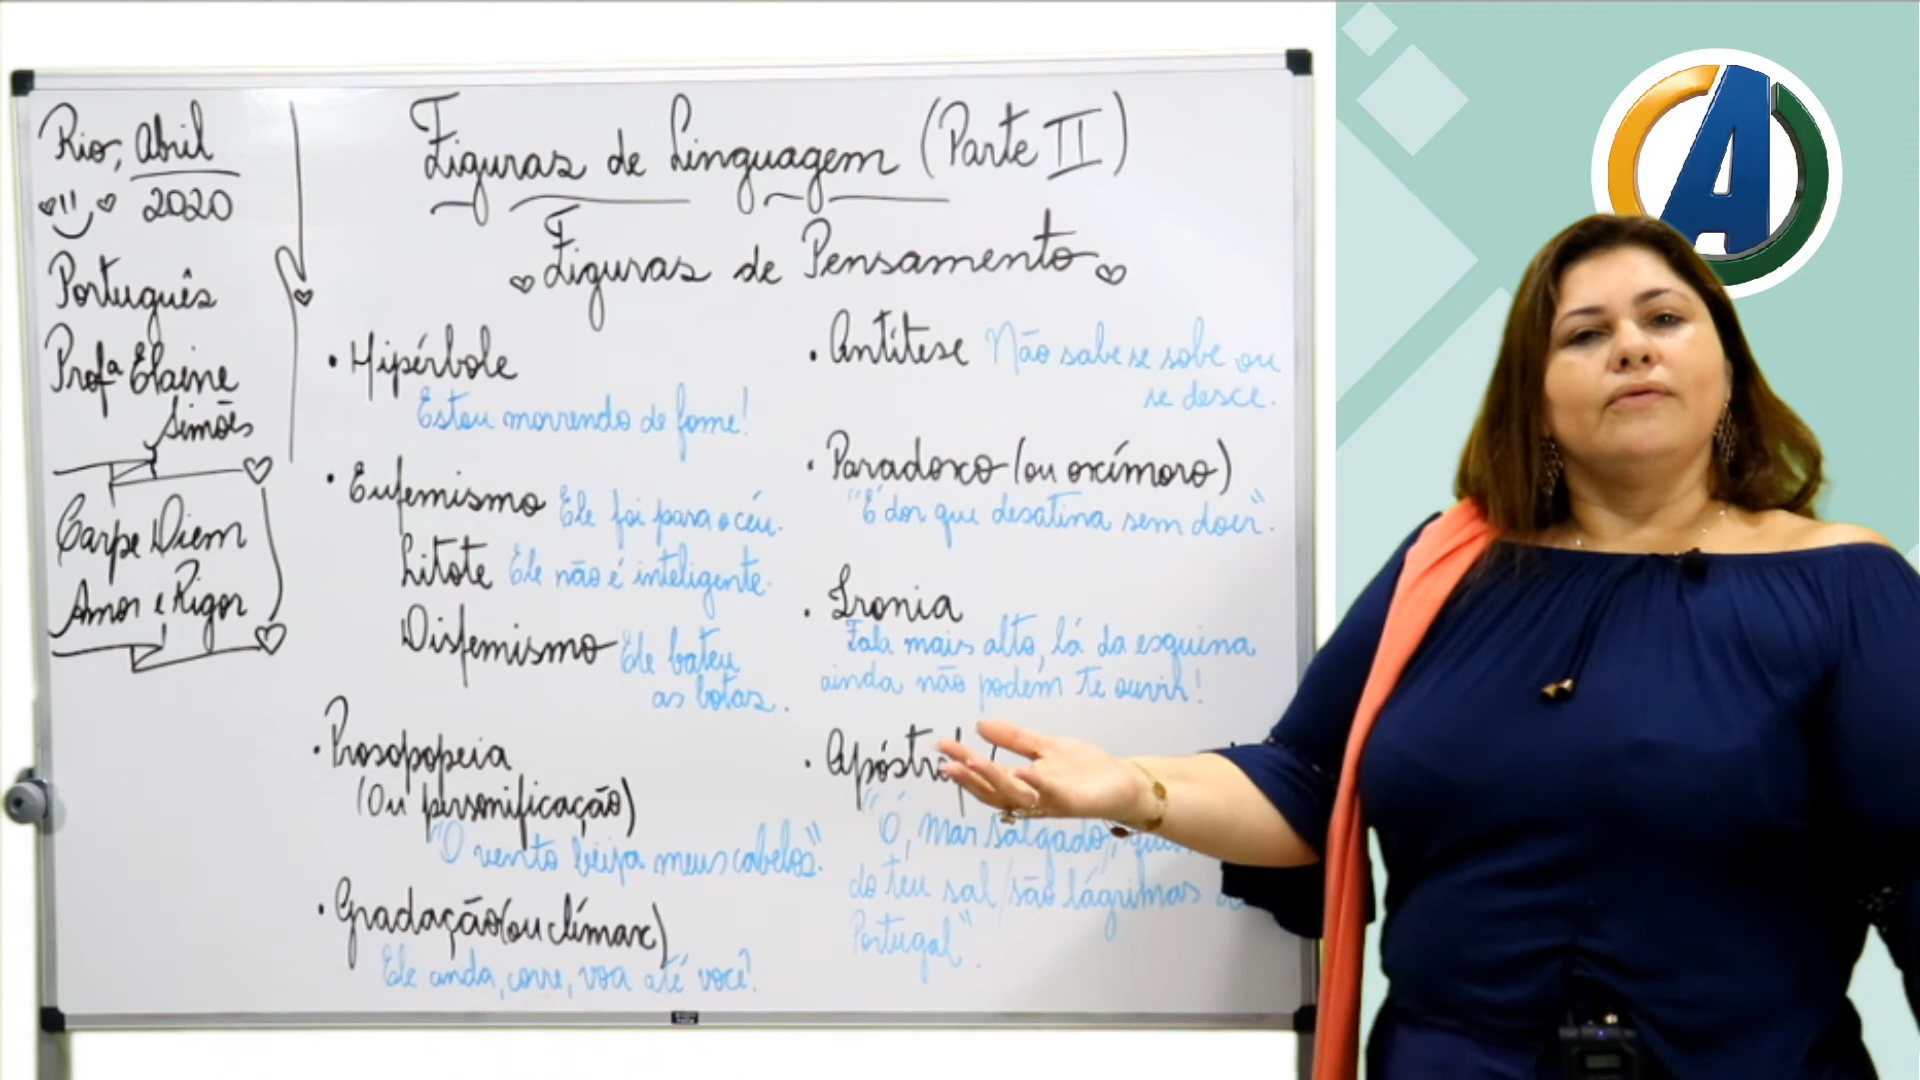 Rio, Abril
2020
Português
Profª Elaine
Simões
Carpe Diem
Amor e Rigor
Figuras de Linguagem (Parte II)
Figuras de Pensamento
• Hipérbole
Estou morrendo de fome!
• Eufemismo Ele foi para o céu.
Litote Ele não é inteligente.
Disfemismo Ele bateu
as botas.
• Prosopopeia
(Ou personificação)
"O vento beija meus cabelos".
• Gradação (ou clímax)
Ele anda, corre, voa até você!
• Antítese Não sabe se sobe ou
se desce.
• Paradoxo (ou oxímoro)
"É dor que desatina sem doer".
• Ironia
Fala mais alto, lá da esquina
ainda não podem te ouvir!
•
"Ó, mar salgado,
do teu sal/são lágrimas
Portugal".
A